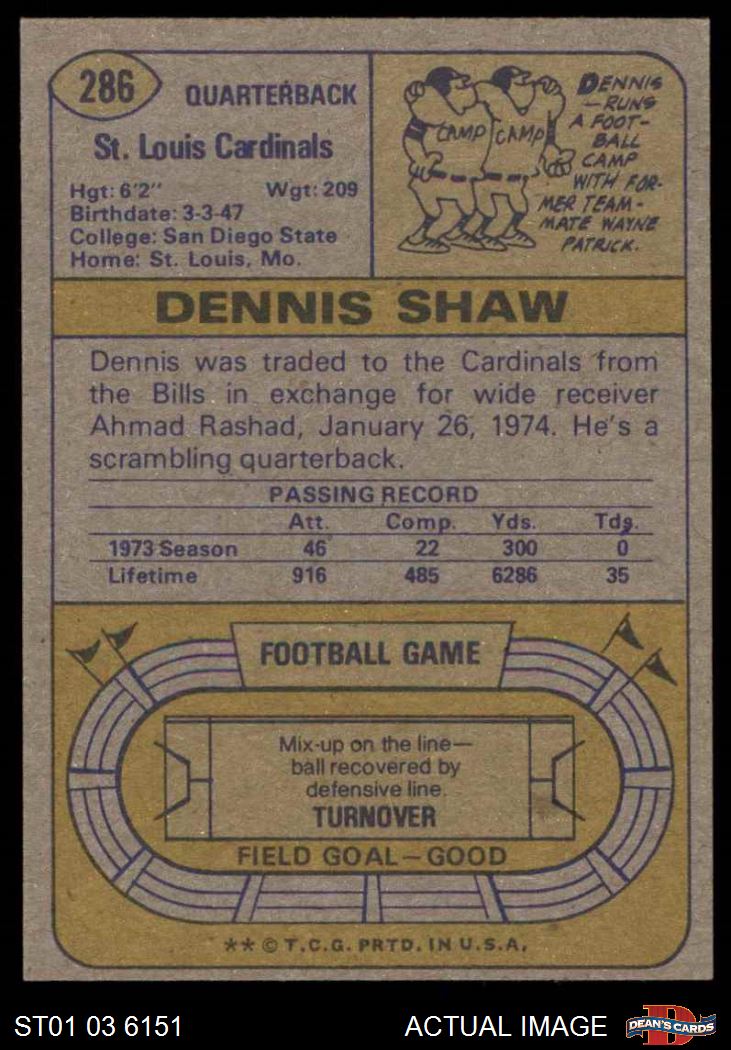 286
QUARTERBACK
St. Louis Cardinals
Hgt: 6'2" Wgt: 209
Birthdate: 3-3-47
College: San Diego State
Home: St. Louis, Mo.
CAMP CAMP
DENNIS
—RUNS
A FOOT-
BALL
CAMP
WITH FOR-
MER TEAM-
MATE WAYNE
PATRICK.
DENNIS SHAW
Dennis was traded to the Cardinals from
the Bills in exchange for wide receiver
Ahmad Rashad, January 26, 1974. He's a
scrambling quarterback.
PASSING RECORD
Att. Comp. Yds. Tds.
1973 Season 46 22 300 0
Lifetime 916 485 6286 35
FOOTBALL GAME
Mix-up on the line—
ball recovered by
defensive line.
TURNOVER
FIELD GOAL—GOOD
** © T.C.G. PRTD. IN U.S.A.
ST01 03 6151 ACTUAL IMAGE
D
DEAN'S CARDS